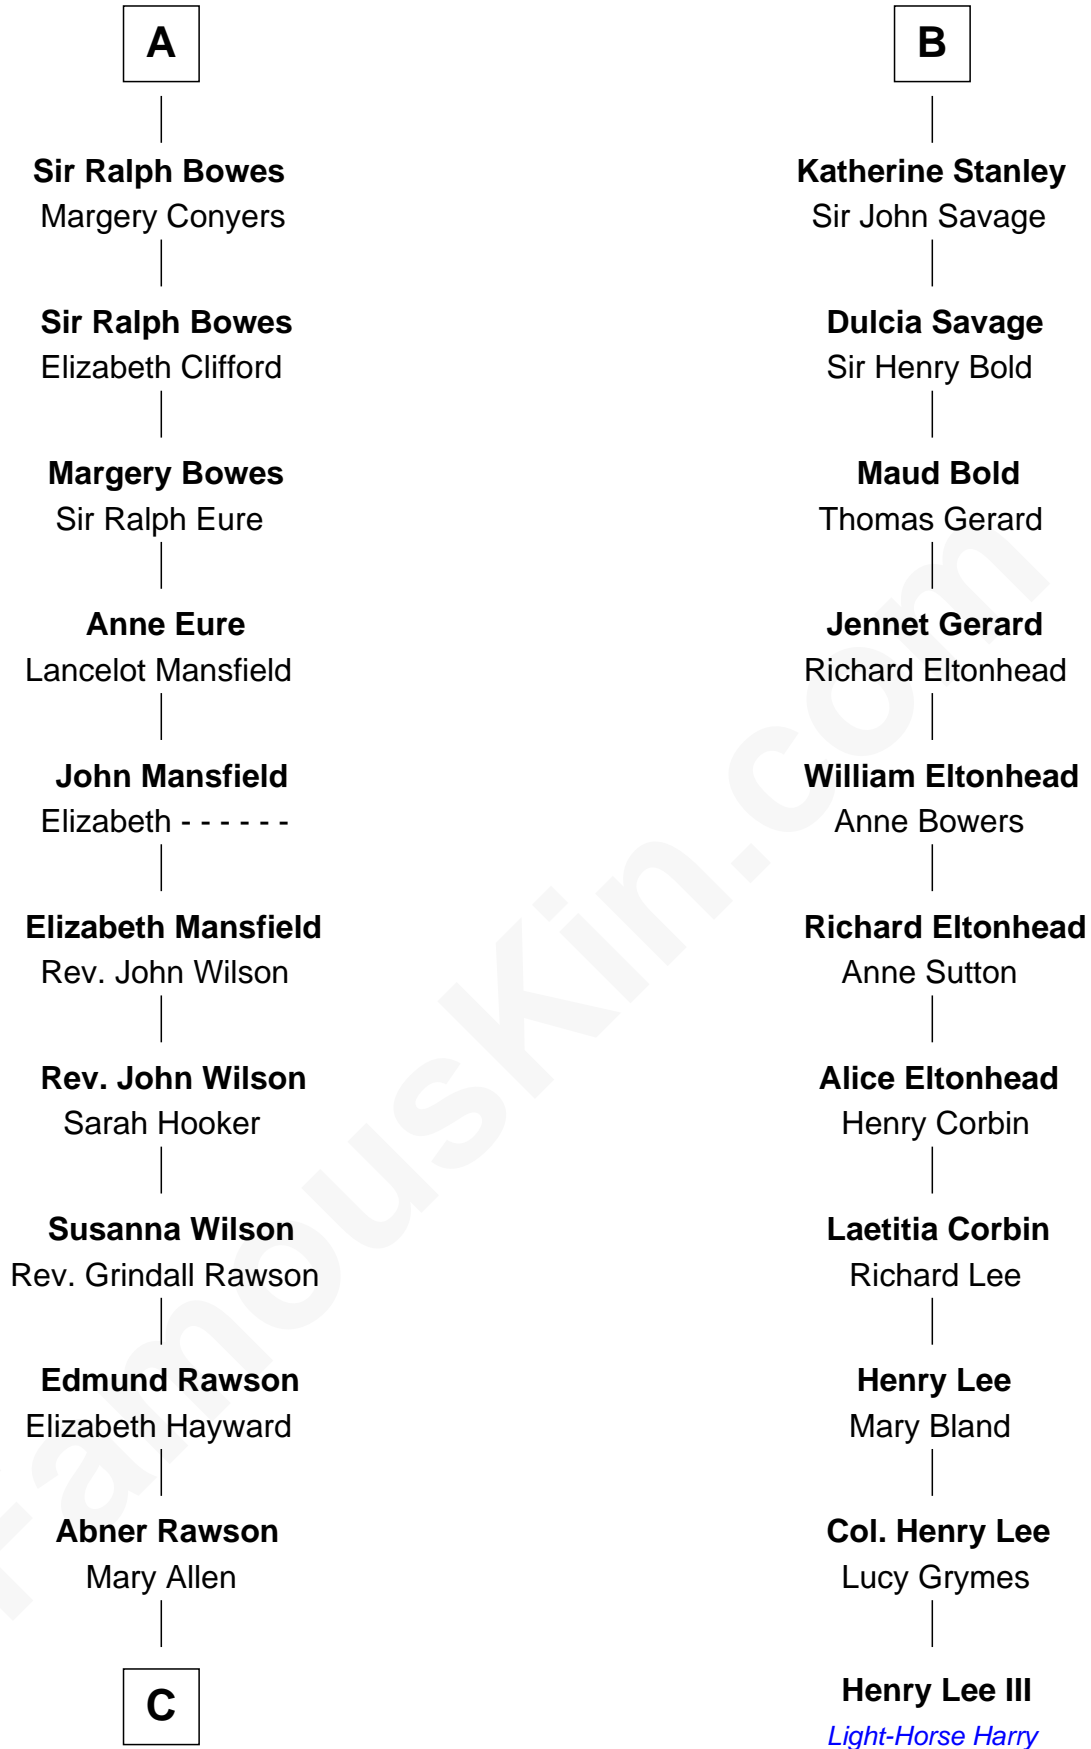 A
Sir Ralph Bowes
Margery Conyers
Sir Ralph Bowes
Elizabeth Clifford
Margery Bowes
Sir Ralph Eure
Anne Eure
Lancelot Mansfield
John Mansfield
Elizabeth - - - - - -
Elizabeth Mansfield
Rev. John Wilson
Rev. John Wilson
Sarah Hooker
Susanna Wilson
Rev. Grindall Rawson
Edmund Rawson
Elizabeth Hayward
Abner Rawson
Mary Allen
C
B
Katherine Stanley
Sir John Savage
Dulcia Savage
Sir Henry Bold
Maud Bold
Thomas Gerard
Jennet Gerard
Richard Eltonhead
William Eltonhead
Anne Bowers
Richard Eltonhead
Anne Sutton
Alice Eltonhead
Henry Corbin
Laetitia Corbin
Richard Lee
Henry Lee
Mary Bland
Col. Henry Lee
Lucy Grymes
Henry Lee III
Light-Horse Harry
FamousKin.com